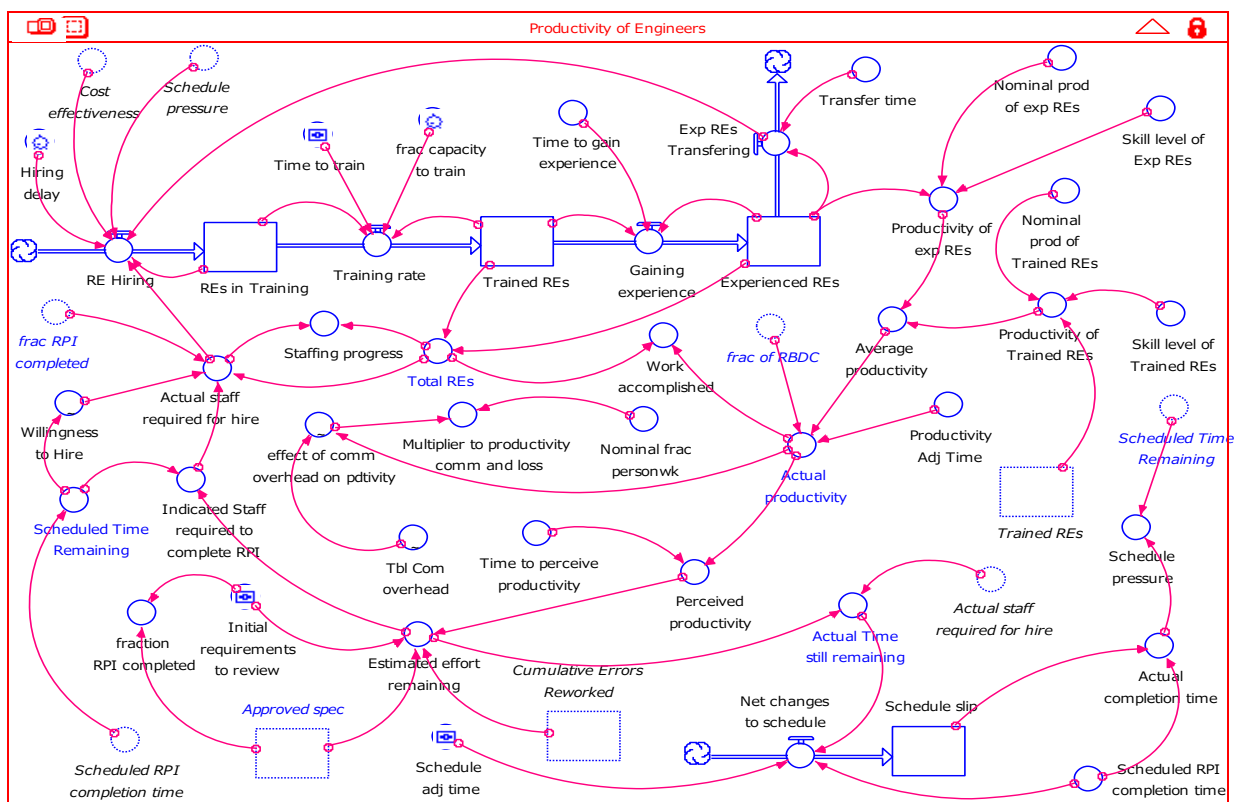 Productivity of Engineers
Cost
effectiveness
Schedule
pressure
Hiring
delay
Time to train
frac capacity
to train
Time to gain
experience
Exp REs
Transfering
Transfer time
Nominal prod
of exp REs
Skill level of
Exp REs
RE Hiring
REs in Training
Training rate
Trained REs
Gaining
experience
Experienced REs
Productivity of
exp REs
Nominal
prod of
Trained REs
frac RPI
completed
Staffing progress
Total REs
Work
accomplished
frac of RBDC
Average
productivity
Productivity of
Trained REs
Skill level of
Trained REs
Actual staff
required for hire
Willingness
to Hire
effect of comm
overhead on pdtivity
Multiplier to productivity
comm and loss
Nominal frac
personwk
Actual
productivity
Productivity
Adj Time
Scheduled Time
Remaining
Scheduled Time
Remaining
Indicated Staff
required to
complete RPI
Tbl Com
overhead
Time to perceive
productivity
Trained REs
Schedule
pressure
Perceived
productivity
fraction
RPI completed
Initial
requirements
to review
Estimated effort
remaining
Cumulative Errors
Reworked
Actual Time
still remaining
Actual staff
required for hire
Actual
completion time
Approved spec
Net changes
to schedule
Schedule slip
Scheduled RPI
completion time
Schedule
adj time
Scheduled RPI
completion time